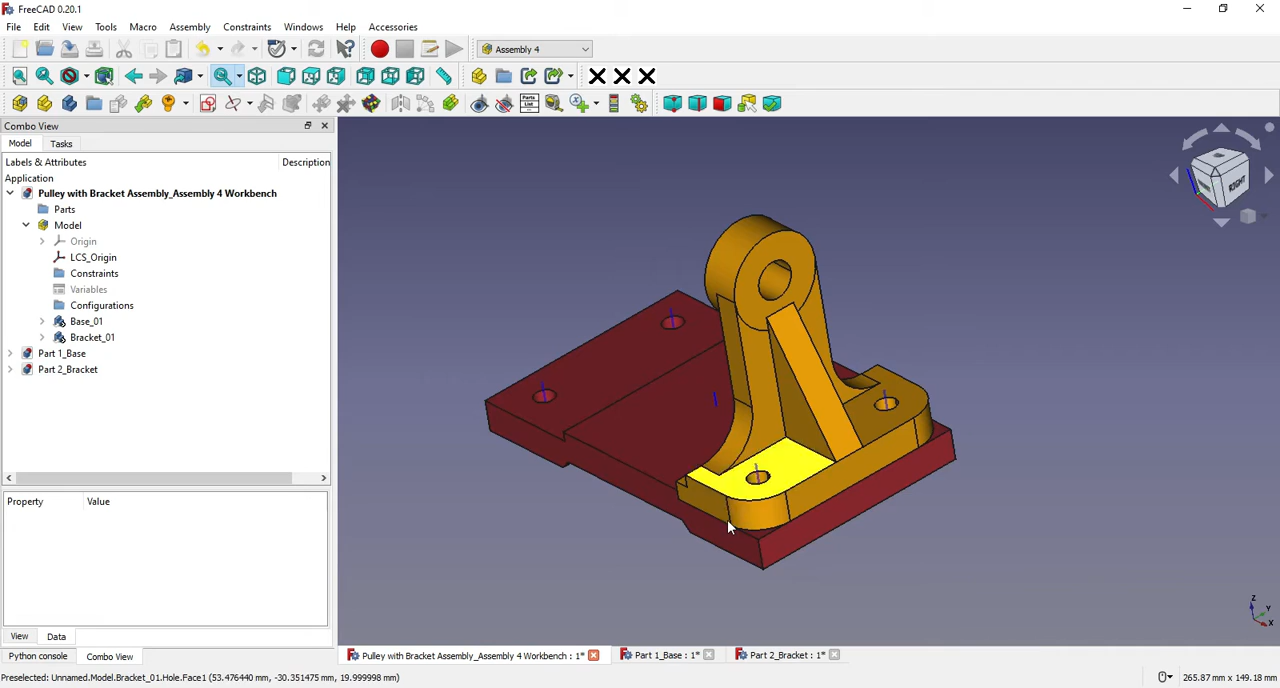 FreeCAD 0.20.1
File Edit View Tools Macro Assembly Constraints Windows Help Accessories
Assembly 4
Combo View
Model Tasks
Labels & Attributes Description
Application
Pulley with Bracket Assembly_Assembly 4 Workbench
Parts
Model
Origin
LCS_Origin
Constraints
Variables
Configurations
Base_01
Bracket_01
Part 1_Base
Part 2_Bracket
Property Value
View Data
Python console Combo View
RIGHT
Z
Y
X
Pulley with Bracket Assembly_Assembly 4 Workbench : 1* Part 1_Base : 1* Part 2_Bracket : 1*
Preselected: Unnamed.Model.Bracket_01.Hole.Face1 (53.476440 mm, -30.351475 mm, 19.999998 mm) 265.87 mm x 149.18 mm